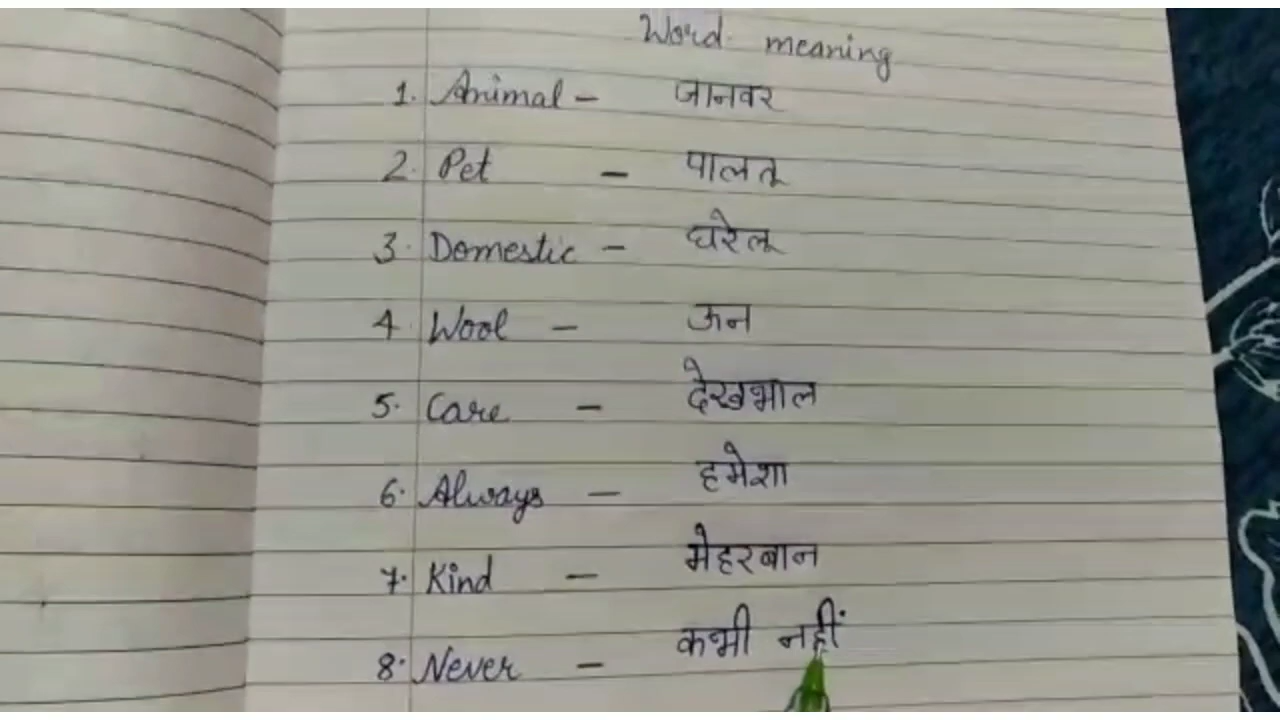 Word meaning
1. Animal – जानवर
2. Pet – पालतू
3. Domestic – घरेलू
4. Wool – ऊन
5. Care – देखभाल
6. Always – हमेशा
7. Kind – मेहरबान
8. Never – कभी नहीं